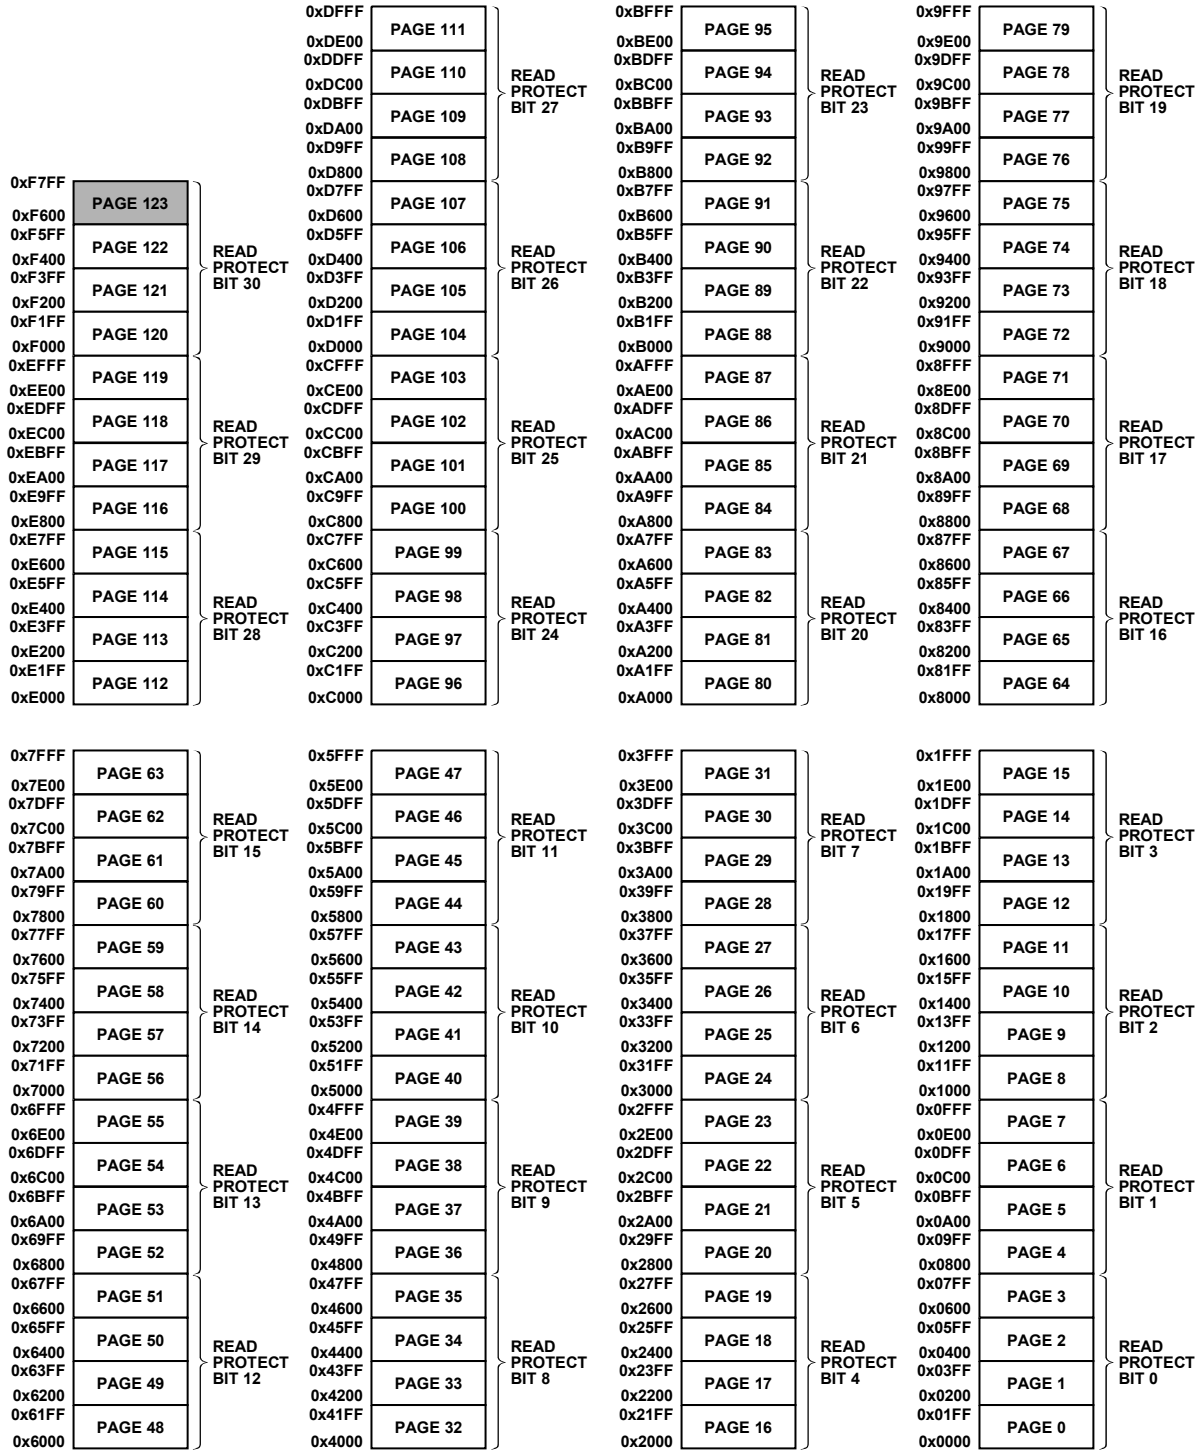 0xF7FF
PAGE 123
0xF600
0xF5FF
PAGE 122
0xF400
0xF3FF
PAGE 121
0xF200
0xF1FF
PAGE 120
0xF000
READ
PROTECT
BIT 30
0xEFFF
PAGE 119
0xEE00
0xEDFF
PAGE 118
0xEC00
0xEBFF
PAGE 117
0xEA00
0xE9FF
PAGE 116
0xE800
READ
PROTECT
BIT 29
0xE7FF
PAGE 115
0xE600
0xE5FF
PAGE 114
0xE400
0xE3FF
PAGE 113
0xE200
0xE1FF
PAGE 112
0xE000
READ
PROTECT
BIT 28
0xDFFF
PAGE 111
0xDE00
0xDDFF
PAGE 110
0xDC00
0xDBFF
PAGE 109
0xDA00
0xD9FF
PAGE 108
0xD800
READ
PROTECT
BIT 27
0xD7FF
PAGE 107
0xD600
0xD5FF
PAGE 106
0xD400
0xD3FF
PAGE 105
0xD200
0xD1FF
PAGE 104
0xD000
READ
PROTECT
BIT 26
0xCFFF
PAGE 103
0xCE00
0xCDFF
PAGE 102
0xCC00
0xCBFF
PAGE 101
0xCA00
0xC9FF
PAGE 100
0xC800
READ
PROTECT
BIT 25
0xC7FF
PAGE 99
0xC600
0xC5FF
PAGE 98
0xC400
0xC3FF
PAGE 97
0xC200
0xC1FF
PAGE 96
0xC000
READ
PROTECT
BIT 24
0xBFFF
PAGE 95
0xBE00
0xBDFF
PAGE 94
0xBC00
0xBBFF
PAGE 93
0xBA00
0xB9FF
PAGE 92
0xB800
READ
PROTECT
BIT 23
0xB7FF
PAGE 91
0xB600
0xB5FF
PAGE 90
0xB400
0xB3FF
PAGE 89
0xB200
0xB1FF
PAGE 88
0xB000
READ
PROTECT
BIT 22
0xAFFF
PAGE 87
0xAE00
0xADFF
PAGE 86
0xAC00
0xABFF
PAGE 85
0xAA00
0xA9FF
PAGE 84
0xA800
READ
PROTECT
BIT 21
0xA7FF
PAGE 83
0xA600
0xA5FF
PAGE 82
0xA400
0xA3FF
PAGE 81
0xA200
0xA1FF
PAGE 80
0xA000
READ
PROTECT
BIT 20
0x9FFF
PAGE 79
0x9E00
0x9DFF
PAGE 78
0x9C00
0x9BFF
PAGE 77
0x9A00
0x99FF
PAGE 76
0x9800
READ
PROTECT
BIT 19
0x97FF
PAGE 75
0x9600
0x95FF
PAGE 74
0x9400
0x93FF
PAGE 73
0x9200
0x91FF
PAGE 72
0x9000
READ
PROTECT
BIT 18
0x8FFF
PAGE 71
0x8E00
0x8DFF
PAGE 70
0x8C00
0x8BFF
PAGE 69
0x8A00
0x89FF
PAGE 68
0x8800
READ
PROTECT
BIT 17
0x87FF
PAGE 67
0x8600
0x85FF
PAGE 66
0x8400
0x83FF
PAGE 65
0x8200
0x81FF
PAGE 64
0x8000
READ
PROTECT
BIT 16
0x7FFF
PAGE 63
0x7E00
0x7DFF
PAGE 62
0x7C00
0x7BFF
PAGE 61
0x7A00
0x79FF
PAGE 60
0x7800
READ
PROTECT
BIT 15
0x77FF
PAGE 59
0x7600
0x75FF
PAGE 58
0x7400
0x73FF
PAGE 57
0x7200
0x71FF
PAGE 56
0x7000
READ
PROTECT
BIT 14
0x6FFF
PAGE 55
0x6E00
0x6DFF
PAGE 54
0x6C00
0x6BFF
PAGE 53
0x6A00
0x69FF
PAGE 52
0x6800
READ
PROTECT
BIT 13
0x67FF
PAGE 51
0x6600
0x65FF
PAGE 50
0x6400
0x63FF
PAGE 49
0x6200
0x61FF
PAGE 48
0x6000
READ
PROTECT
BIT 12
0x5FFF
PAGE 47
0x5E00
0x5DFF
PAGE 46
0x5C00
0x5BFF
PAGE 45
0x5A00
0x59FF
PAGE 44
0x5800
READ
PROTECT
BIT 11
0x57FF
PAGE 43
0x5600
0x55FF
PAGE 42
0x5400
0x53FF
PAGE 41
0x5200
0x51FF
PAGE 40
0x5000
READ
PROTECT
BIT 10
0x4FFF
PAGE 39
0x4E00
0x4DFF
PAGE 38
0x4C00
0x4BFF
PAGE 37
0x4A00
0x49FF
PAGE 36
0x4800
READ
PROTECT
BIT 9
0x47FF
PAGE 35
0x4600
0x45FF
PAGE 34
0x4400
0x43FF
PAGE 33
0x4200
0x41FF
PAGE 32
0x4000
READ
PROTECT
BIT 8
0x3FFF
PAGE 31
0x3E00
0x3DFF
PAGE 30
0x3C00
0x3BFF
PAGE 29
0x3A00
0x39FF
PAGE 28
0x3800
READ
PROTECT
BIT 7
0x37FF
PAGE 27
0x3600
0x35FF
PAGE 26
0x3400
0x33FF
PAGE 25
0x3200
0x31FF
PAGE 24
0x3000
READ
PROTECT
BIT 6
0x2FFF
PAGE 23
0x2E00
0x2DFF
PAGE 22
0x2C00
0x2BFF
PAGE 21
0x2A00
0x29FF
PAGE 20
0x2800
READ
PROTECT
BIT 5
0x27FF
PAGE 19
0x2600
0x25FF
PAGE 18
0x2400
0x23FF
PAGE 17
0x2200
0x21FF
PAGE 16
0x2000
READ
PROTECT
BIT 4
0x1FFF
PAGE 15
0x1E00
0x1DFF
PAGE 14
0x1C00
0x1BFF
PAGE 13
0x1A00
0x19FF
PAGE 12
0x1800
READ
PROTECT
BIT 3
0x17FF
PAGE 11
0x1600
0x15FF
PAGE 10
0x1400
0x13FF
PAGE 9
0x1200
0x11FF
PAGE 8
0x1000
READ
PROTECT
BIT 2
0x0FFF
PAGE 7
0x0E00
0x0DFF
PAGE 6
0x0C00
0x0BFF
PAGE 5
0x0A00
0x09FF
PAGE 4
0x0800
READ
PROTECT
BIT 1
0x07FF
PAGE 3
0x0600
0x05FF
PAGE 2
0x0400
0x03FF
PAGE 1
0x0200
0x01FF
PAGE 0
0x0000
READ
PROTECT
BIT 0